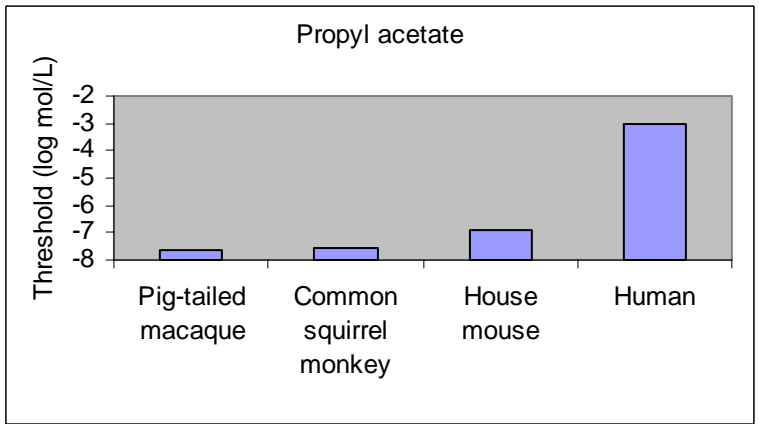 Propyl acetate
Threshold (log mol/L)
-2
-3
-4
-5
-6
-7
-8
Pig-tailed
macaque
Common
squirrel
monkey
House
mouse
Human